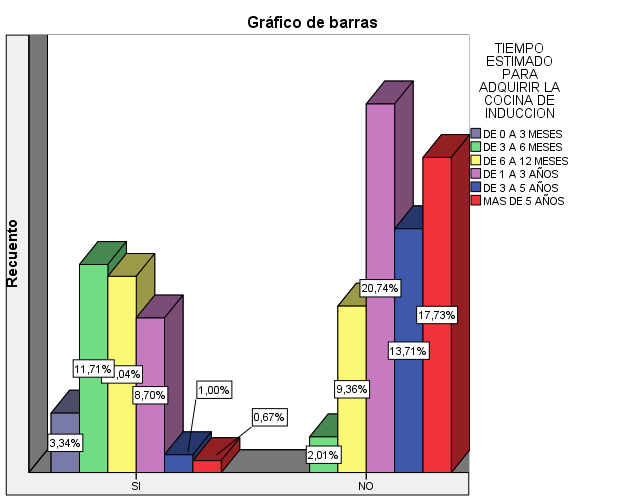 Gráfico de barras
TIEMPO
ESTIMADO
PARA
ADQUIRIR LA
COCINA DE
INDUCCION
DE 0 A 3 MESES
DE 3 A 6 MESES
DE 6 A 12 MESES
DE 1 A 3 AÑOS
DE 3 A 5 AÑOS
MAS DE 5 AÑOS
Recuento
3,34%
11,71%
,04%
8,70%
1,00%
0,67%
2,01%
9,36%
20,74%
13,71%
17,73%
SI
NO